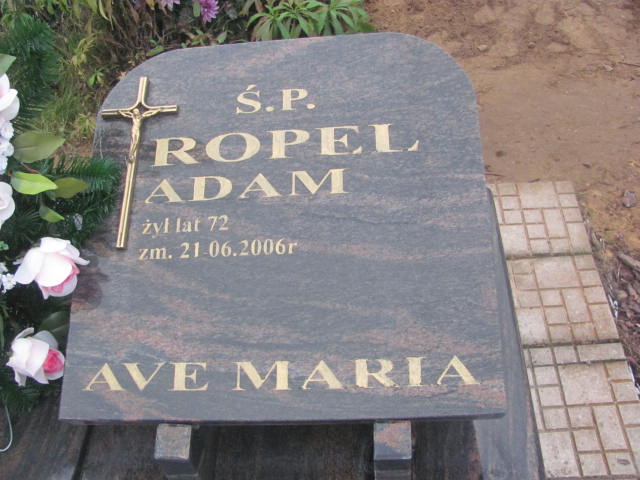 Ś.P.
ROPEL
ADAM
żył lat 72
zm. 21-06.2006r
AVE MARIA